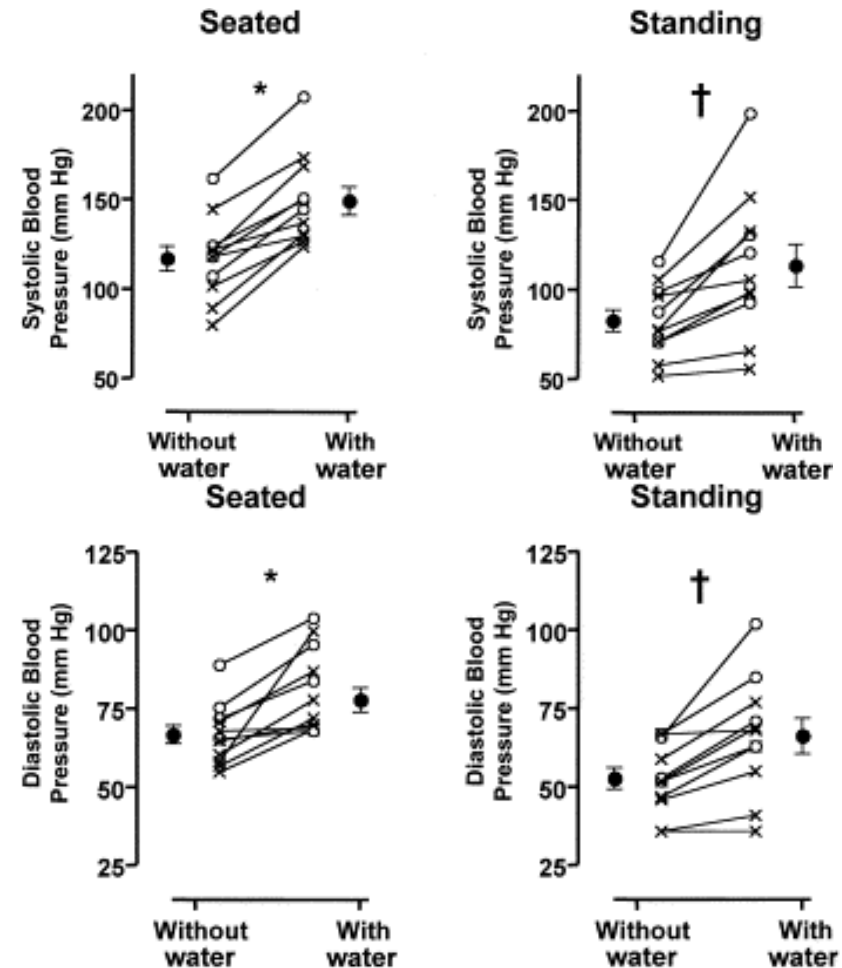 Seated
Standing
*
†
Systolic Blood
Pressure (mm Hg)
200
150
100
50
Systolic Blood
Pressure (mm Hg)
200
150
100
50
Without
water
With
water
Without
water
With
water
Seated
Standing
*
†
Diastolic Blood
Pressure (mm Hg)
125
100
75
50
25
Diastolic Blood
Pressure (mm Hg)
125
100
75
50
25
Without
water
With
water
Without
water
With
water